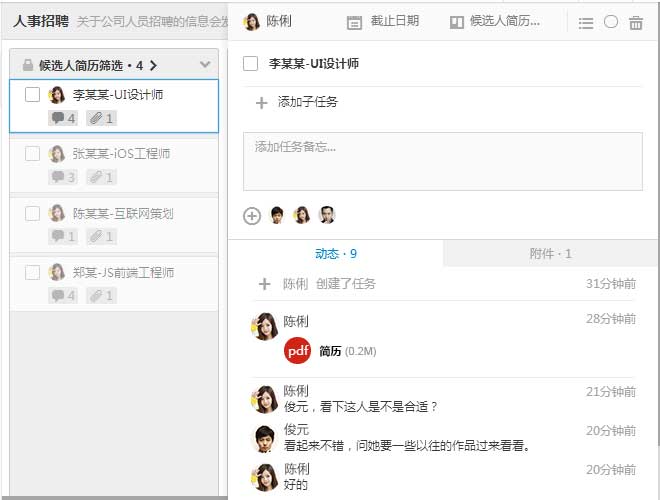 人事招聘 关于公司人员招聘的信息会发
候选人简历筛选·4
李某某-UI设计师
4 1
张某某-iOS工程师
3 1
陈某某-互联网策划
1 1
郑某-JS前端工程师
4 1
陈俐 截止日期 候选人简历...
李某某-UI设计师
添加子任务
添加任务备忘...
动态·9 附件·1
陈俐 创建了任务 31分钟前
陈俐 28分钟前
pdf 简历 (0.2M)
陈俐 21分钟前
俊元，看下这人是不是合适？
俊元 20分钟前
看起来不错，问她要一些以往的作品过来看看。
陈俐 20分钟前
好的